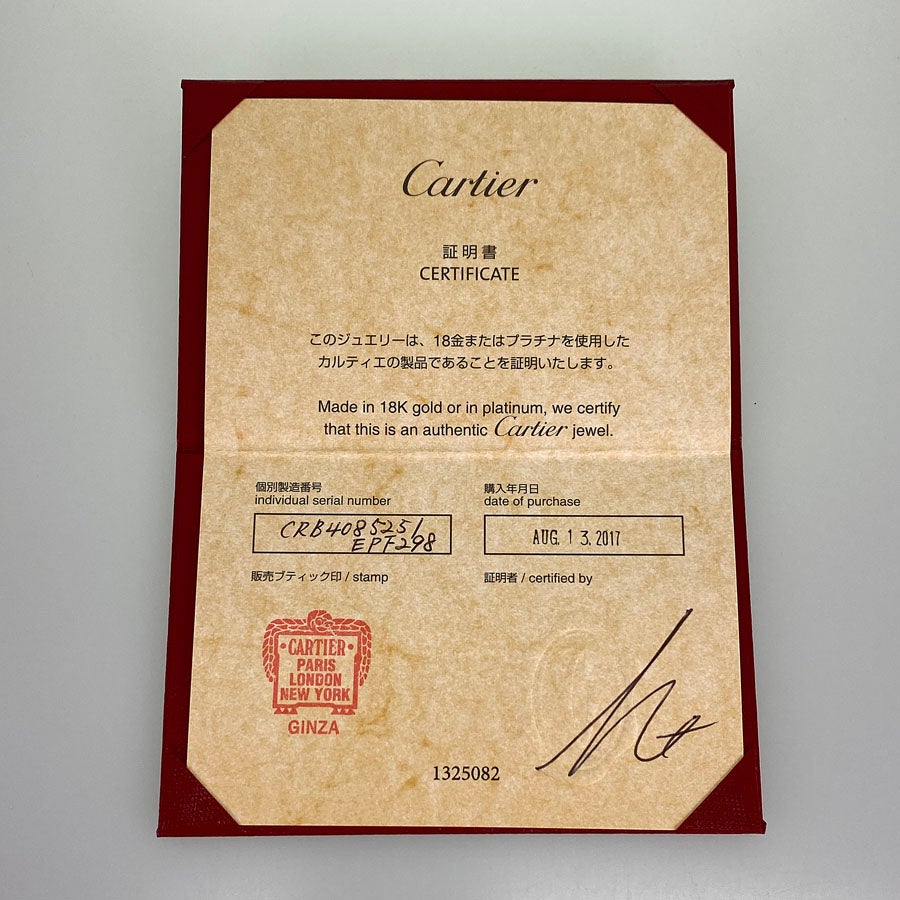 Cartier
証明書
CERTIFICATE
このジュエリーは、18金またはプラチナを使用した
カルティエの製品であることを証明いたします。
Made in 18K gold or in platinum, we certify
that this is an authentic Cartier jewel.
個別製造番号
individual serial number
CRB4085251
EPF298
購入年月日
date of purchase
AUG. 13. 2017
販売ブティック印 / stamp
証明者 / certified by
CARTIER
PARIS
LONDON
NEW YORK
GINZA
1325082